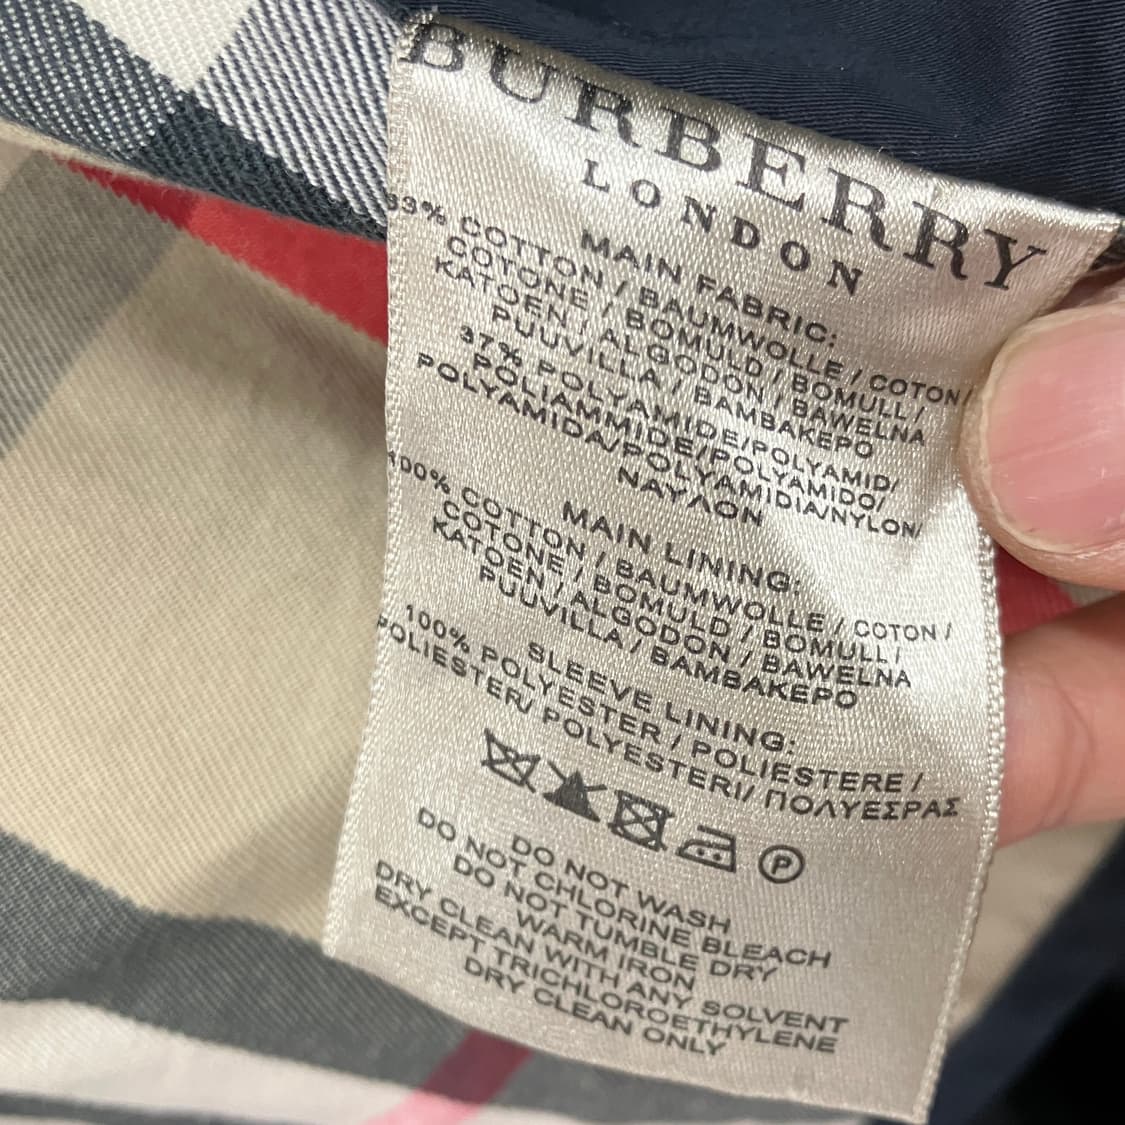 BURBERRY
LONDON
MAIN FABRIC:
63% COTTON / BAUMWOLLE / COTON/
COTONE / BOMULD / BOMULL /
KATOEN / ALGODON / BAWELNA
PUUVILLA / BAMBAKEPO
37% POLYAMIDE/POLYAMID/
POLIAMMIDE/POLYAMIDO/
POLYAMIDA/POLYAMIDIA/NYLON/
ΝΑΥΛΟΝ
MAIN LINING:
100% COTTON / BAUMWOLLE / COTON /
COTONE / BOMULD / BOMULL /
KATOEN / ALGODON / BAWELNA
PUUVILLA / BAMBAKEPO
SLEEVE LINING:
100% POLYESTER / POLIESTERE /
POLIESTER/ POLYESTERI/ ΠΟΛΥΕΣΡΑΣ
P
DO NOT WASH
DO NOT CHLORINE BLEACH
DO NOT TUMBLE DRY
WARM IRON
DRY CLEAN WITH ANY SOLVENT
EXCEPT TRICHLOROETHYLENE
DRY CLEAN ONLY